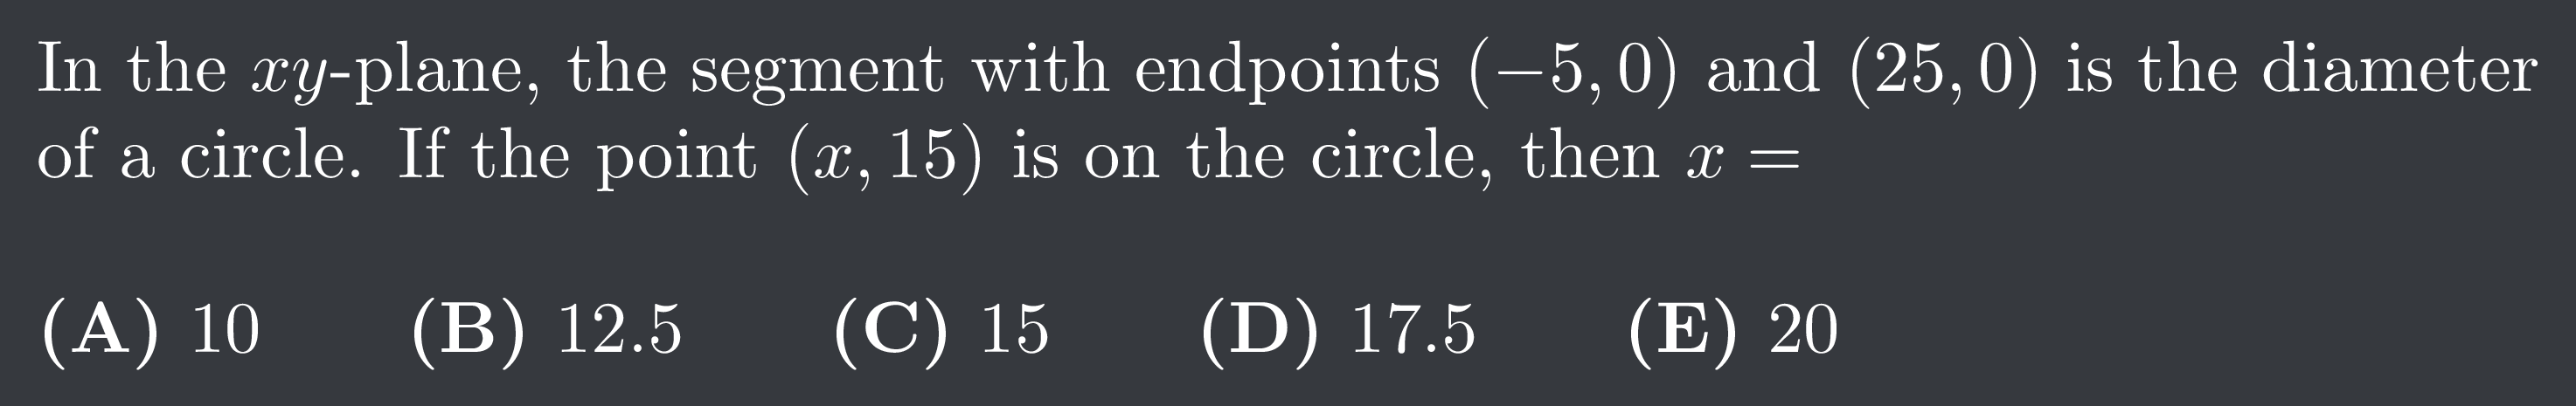 In the xy-plane, the segment with endpoints (−5, 0) and (25, 0) is the diameter
of a circle. If the point (x, 15) is on the circle, then x =
(A) 10 (B) 12.5 (C) 15 (D) 17.5 (E) 20